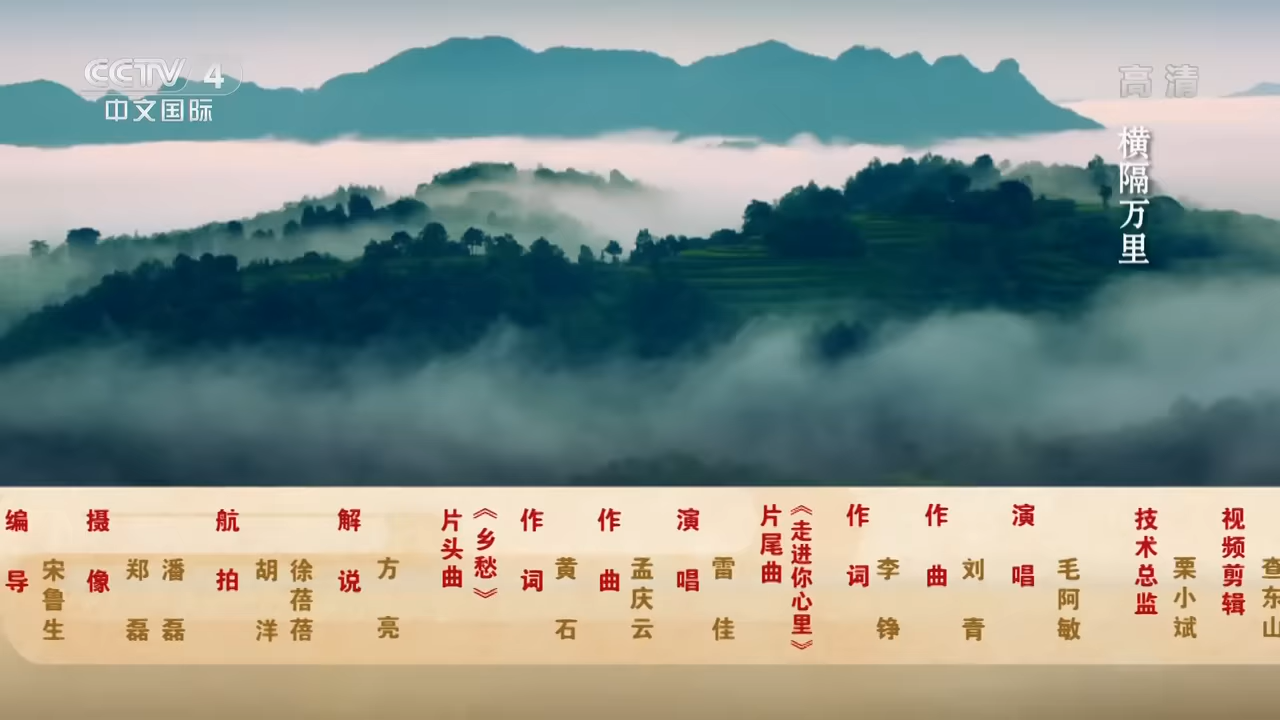 CCTV 4
中文国际
高清
横隔万里
编导
宋鲁生
摄像
郑磊
潘磊
航拍
胡洋
徐蓓蓓
解说
方亮
片头曲
《乡愁》
作词
黄石
作曲
孟庆云
演唱
雷佳
片尾曲
《走进你心里》
作词
李铮
作曲
刘青
演唱
毛阿敏
技术总监
栗小斌
视频剪辑
查东山